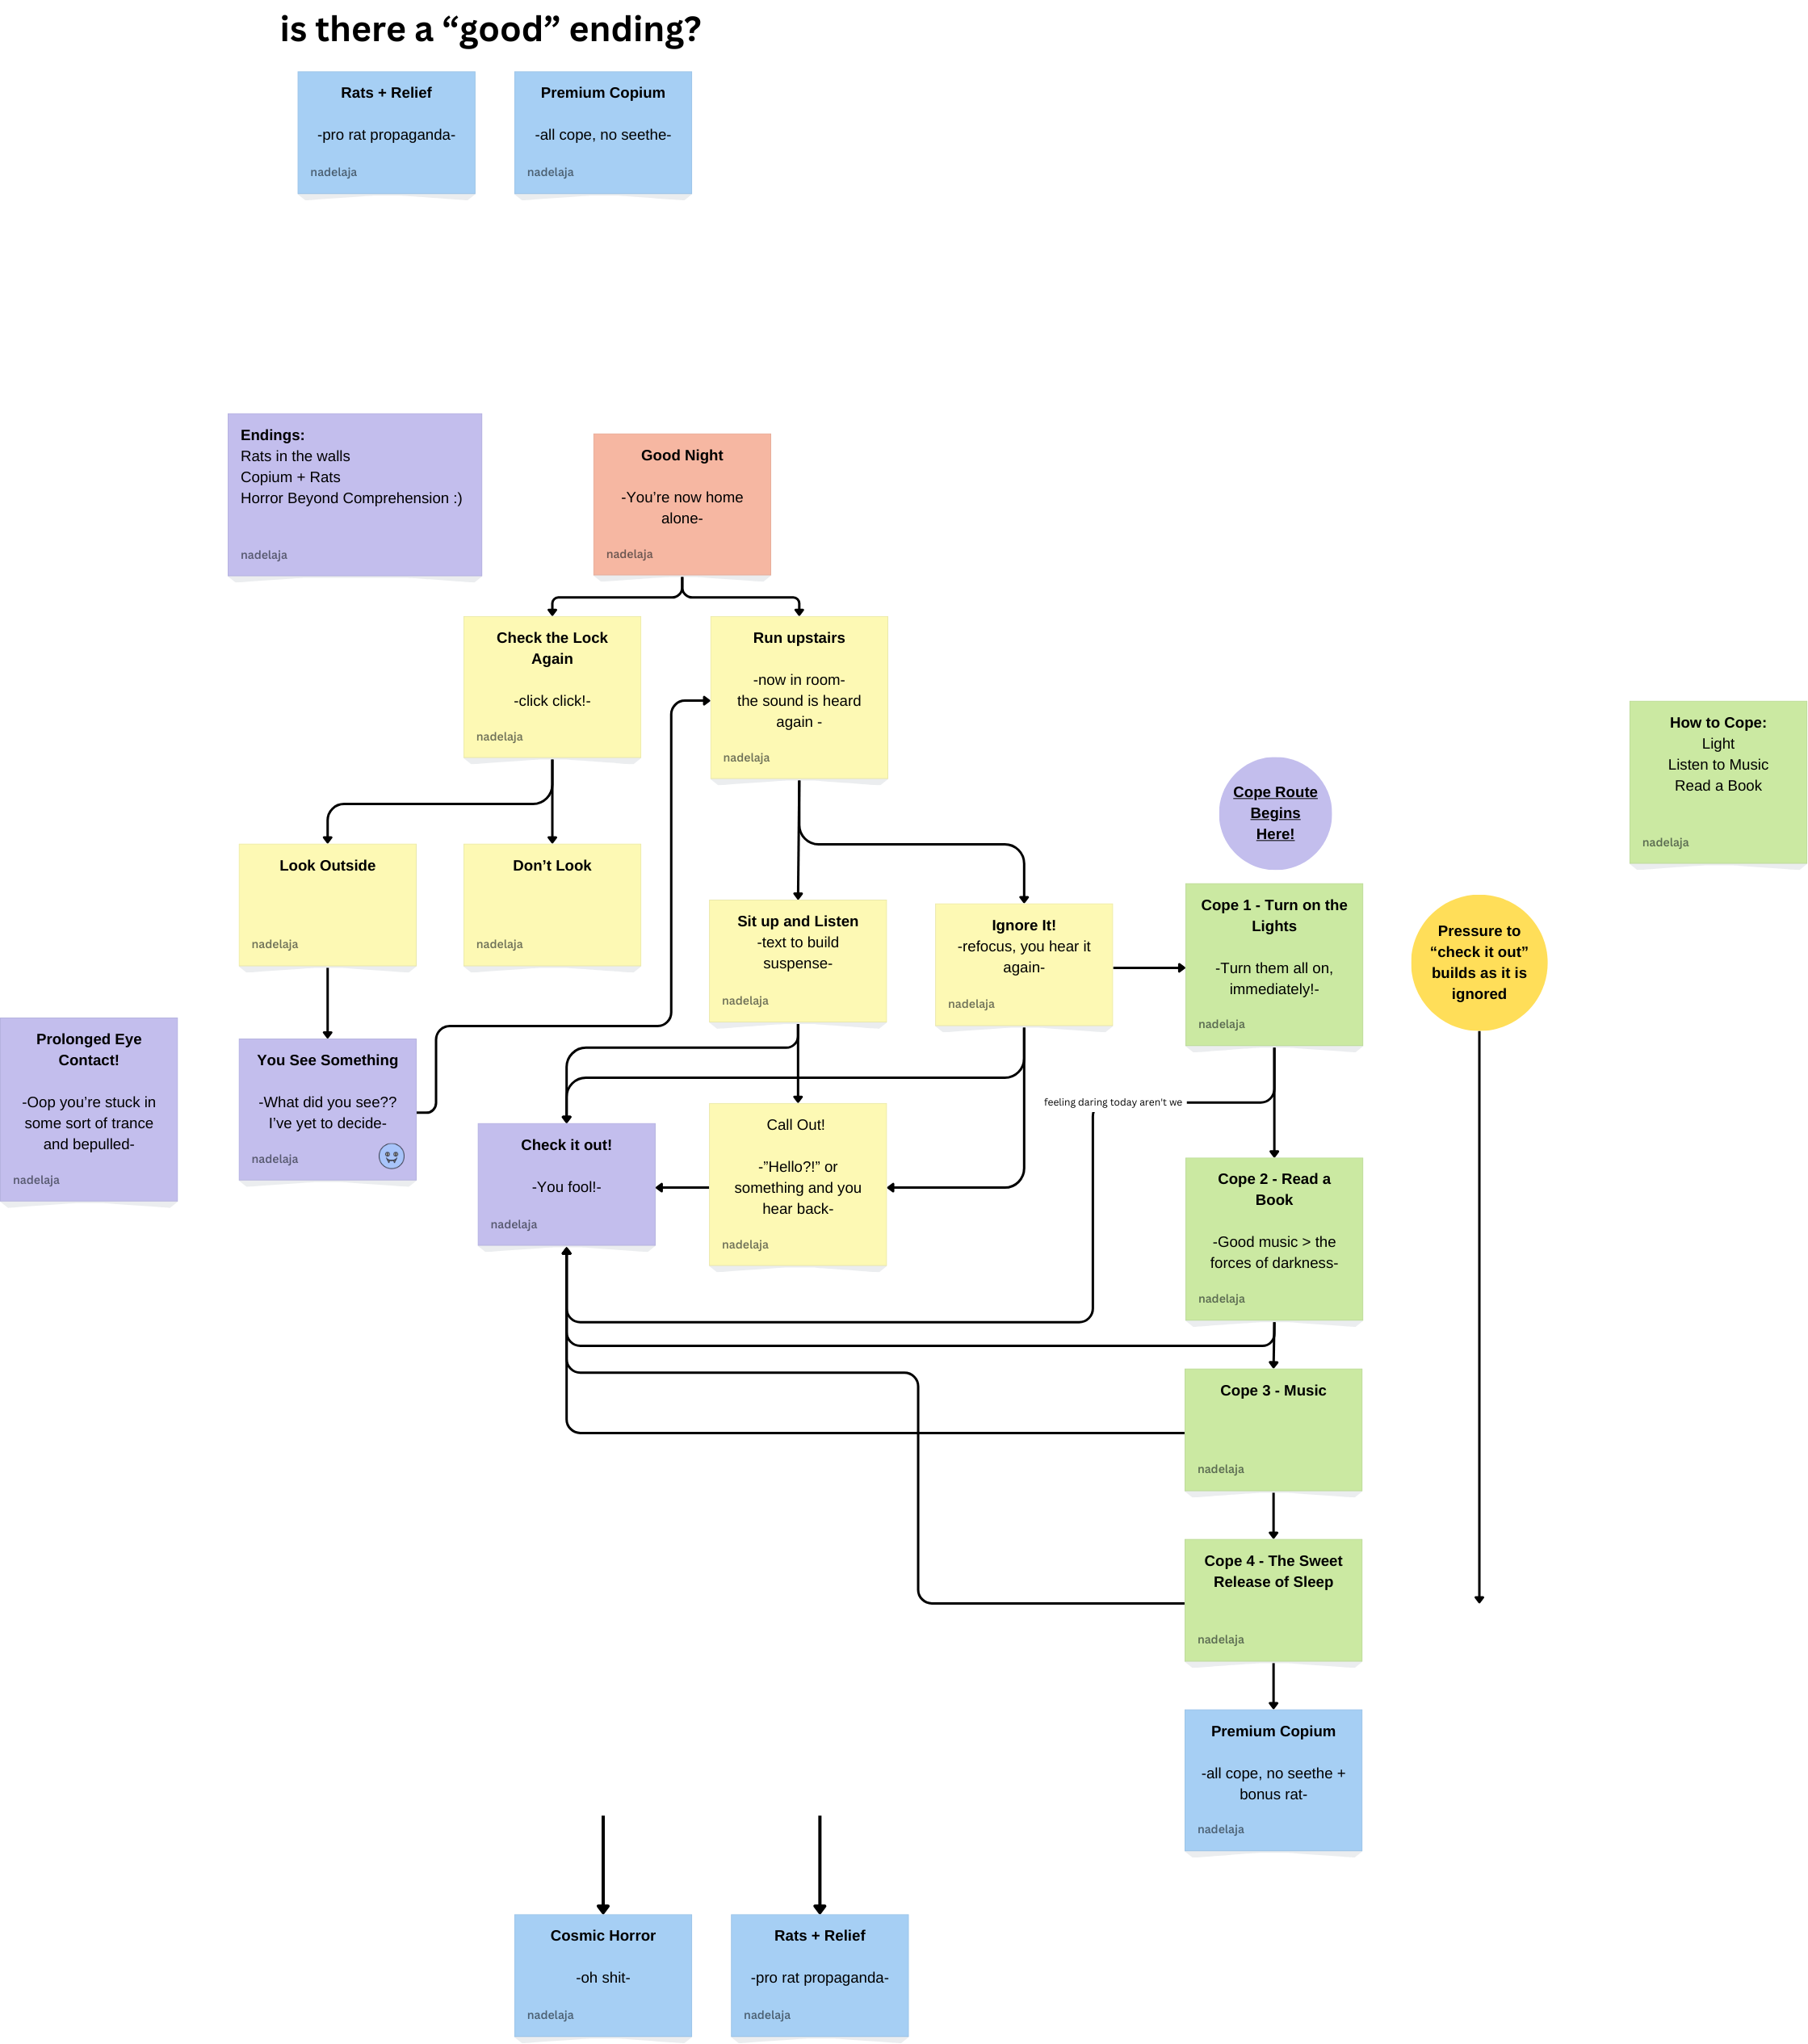 is there a “good” ending?
Rats + Relief
-pro rat propaganda-
nadelaja
Premium Copium
-all cope, no seethe-
nadelaja
Endings:
Rats in the walls
Copium + Rats
Horror Beyond Comprehension :)
nadelaja
Good Night
-You’re now home
alone-
nadelaja
Check the Lock
Again
-click click!-
nadelaja
Run upstairs
-now in room-
the sound is heard
again -
nadelaja
How to Cope:
Light
Listen to Music
Read a Book
nadelaja
Cope Route
Begins
Here!
Look Outside
nadelaja
Don’t Look
nadelaja
Sit up and Listen
-text to build
suspense-
nadelaja
Ignore It!
-refocus, you hear it
again-
nadelaja
Cope 1 - Turn on the
Lights
-Turn them all on,
immediately!-
nadelaja
Pressure to
“check it out”
builds as it is
ignored
Prolonged Eye
Contact!
-Oop you’re stuck in
some sort of trance
and bepulled-
nadelaja
You See Something
-What did you see??
I’ve yet to decide-
nadelaja
feeling daring today aren't we
Check it out!
-You fool!-
nadelaja
Call Out!
-”Hello?!” or
something and you
hear back-
nadelaja
Cope 2 - Read a
Book
-Good music > the
forces of darkness-
nadelaja
Cope 3 - Music
nadelaja
Cope 4 - The Sweet
Release of Sleep
nadelaja
Premium Copium
-all cope, no seethe +
bonus rat-
nadelaja
Cosmic Horror
-oh shit-
nadelaja
Rats + Relief
-pro rat propaganda-
nadelaja